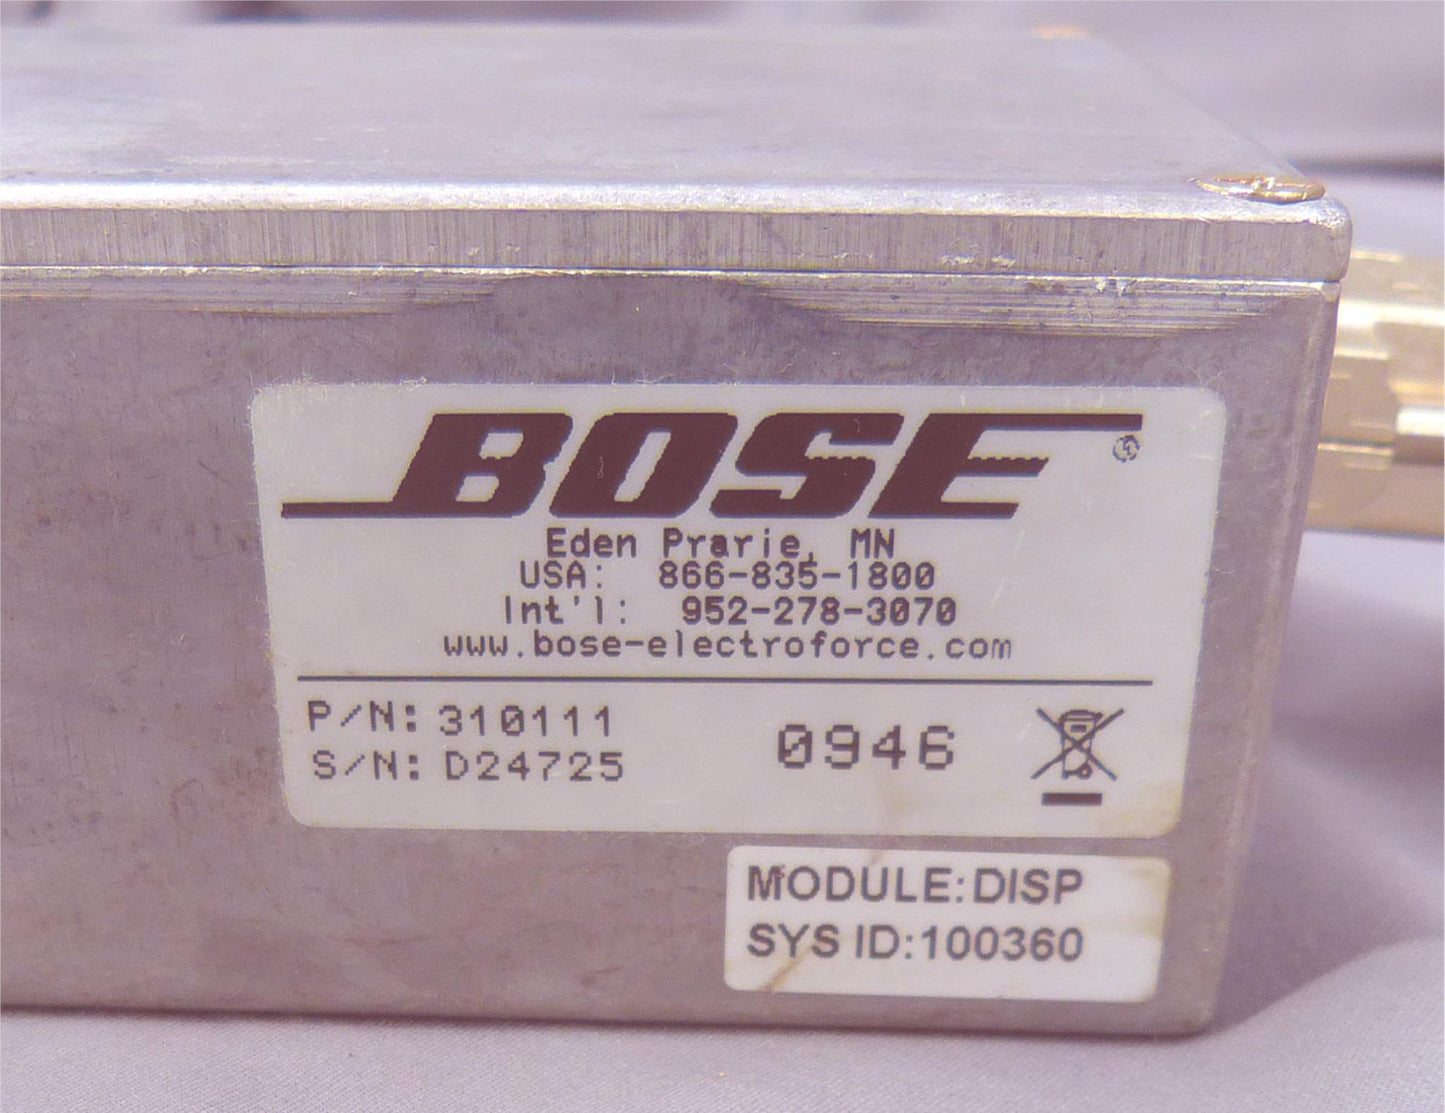 BOSE®
Eden Prarie, MN
USA: 866-835-1800
Int'l: 952-278-3070
www.bose-electroforce.com
P/N: 310111
S/N: D24725
0946
MODULE: DISP
SYS ID:100360